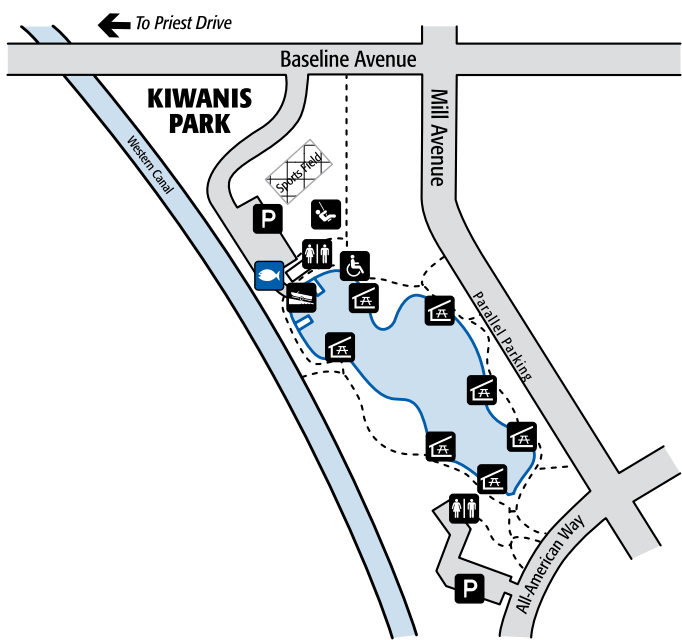 To Priest Drive
Baseline Avenue
KIWANIS
PARK
Mill Avenue
Western Canal
Sports Field
P
Parallel Parking
All-American Way
P